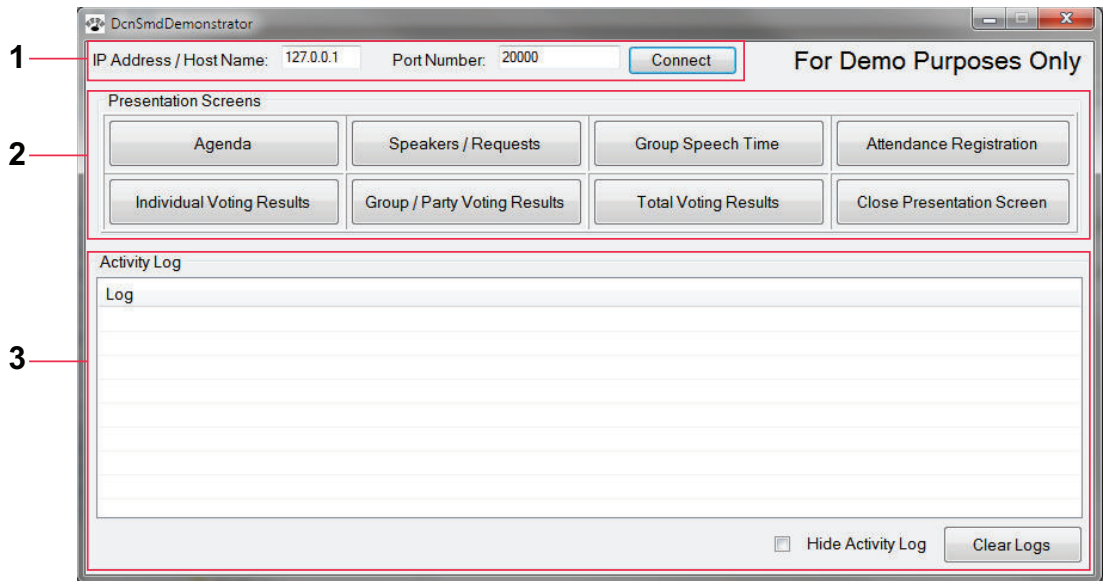 DcnSmdDemonstrator
1
IP Address / Host Name: 127.0.0.1 Port Number: 20000 Connect For Demo Purposes Only
Presentation Screens
2
Agenda Speakers / Requests Group Speech Time Attendance Registration
Individual Voting Results Group / Party Voting Results Total Voting Results Close Presentation Screen
Activity Log
Log
3
Hide Activity Log Clear Logs